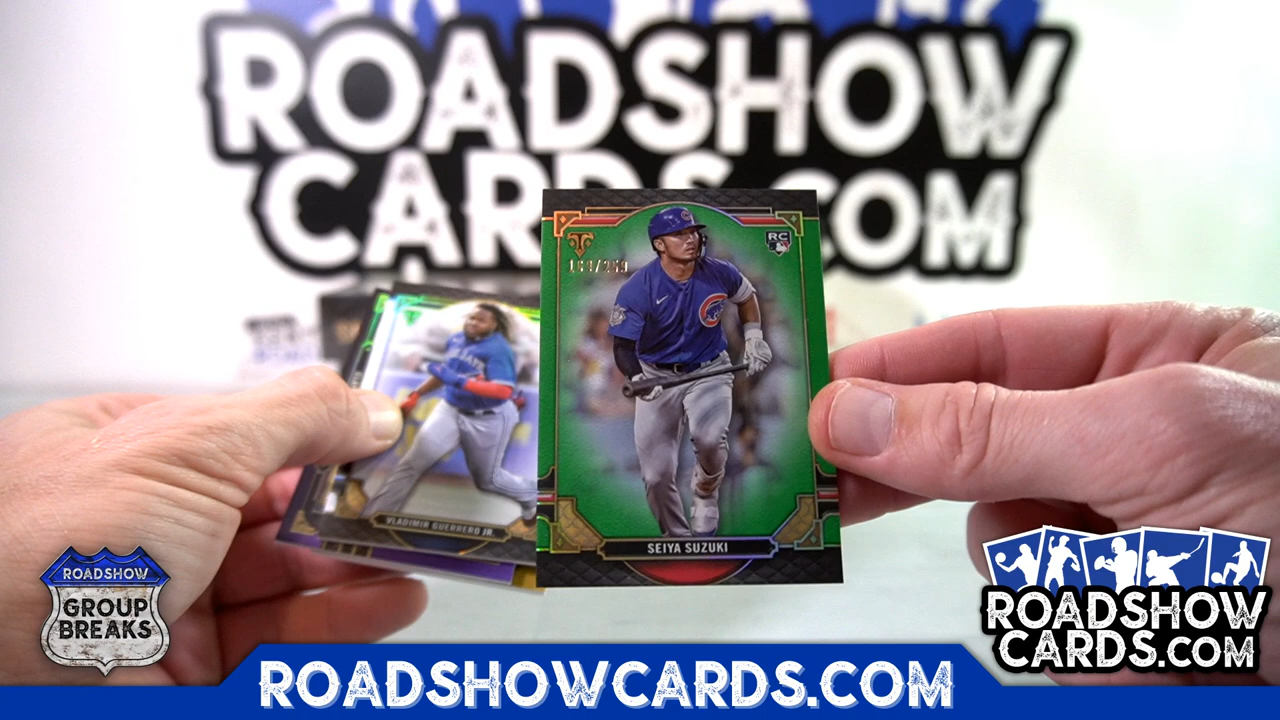 ROADSHOW
CARDS.COM
RC
VLADIMIR GUERRERO JR.
SEIYA SUZUKI
ROADSHOW
GROUP
BREAKS
ROADSHOW
CARDS.COM
ROADSHOWCARDS.COM